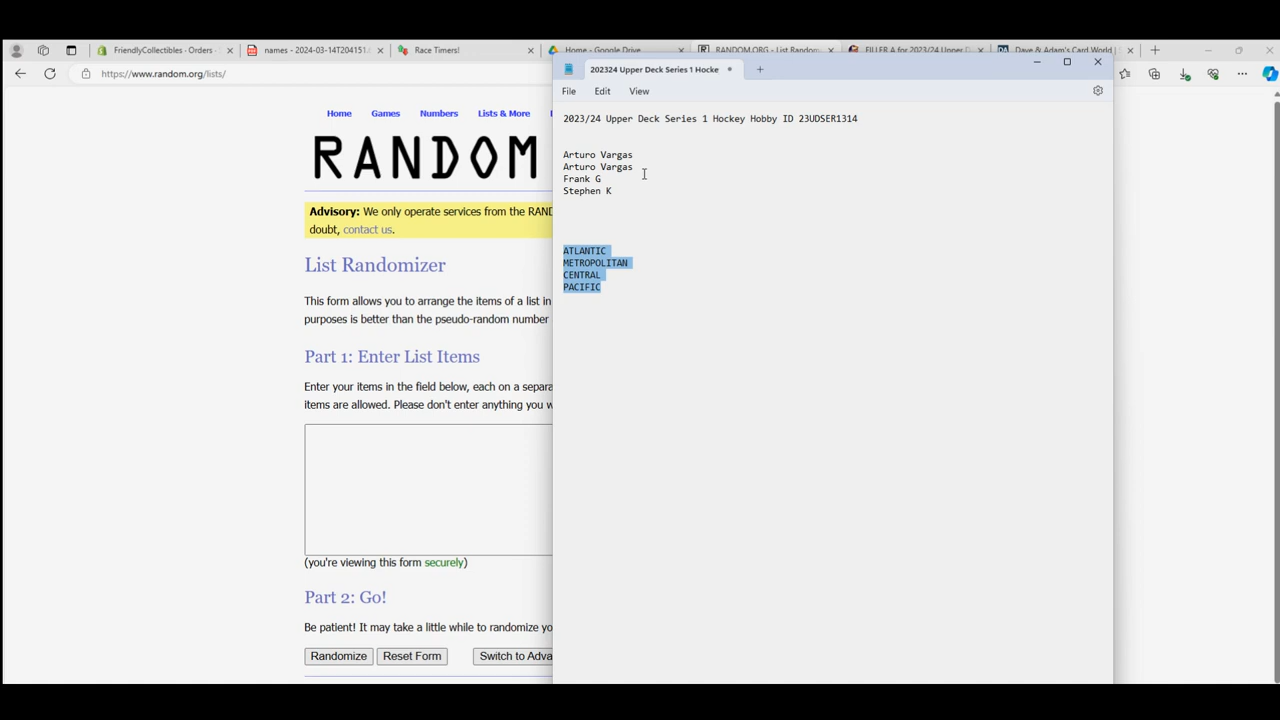 FriendlyCollectibles · Orders ·
names - 2024-03-14T204151.
Race Timers!
Home - Google Drive
RANDOM.ORG - List Random
FILLER A for 2023/24 Upper D
Dave & Adam's Card World
https://www.random.org/lists/
202324 Upper Deck Series 1 Hocke
File Edit View
Home Games Numbers Lists & More
RANDOM
2023/24 Upper Deck Series 1 Hockey Hobby ID 23UDSER1314
Arturo Vargas
Arturo Vargas
Frank G
Stephen K
ATLANTIC
METROPOLITAN
CENTRAL
PACIFIC
Advisory: We only operate services from the RAND
doubt, contact us.
List Randomizer
This form allows you to arrange the items of a list in
purposes is better than the pseudo-random number
Part 1: Enter List Items
Enter your items in the field below, each on a separa
items are allowed. Please don't enter anything you w
(you're viewing this form securely)
Part 2: Go!
Be patient! It may take a little while to randomize yo
Randomize Reset Form Switch to Adva